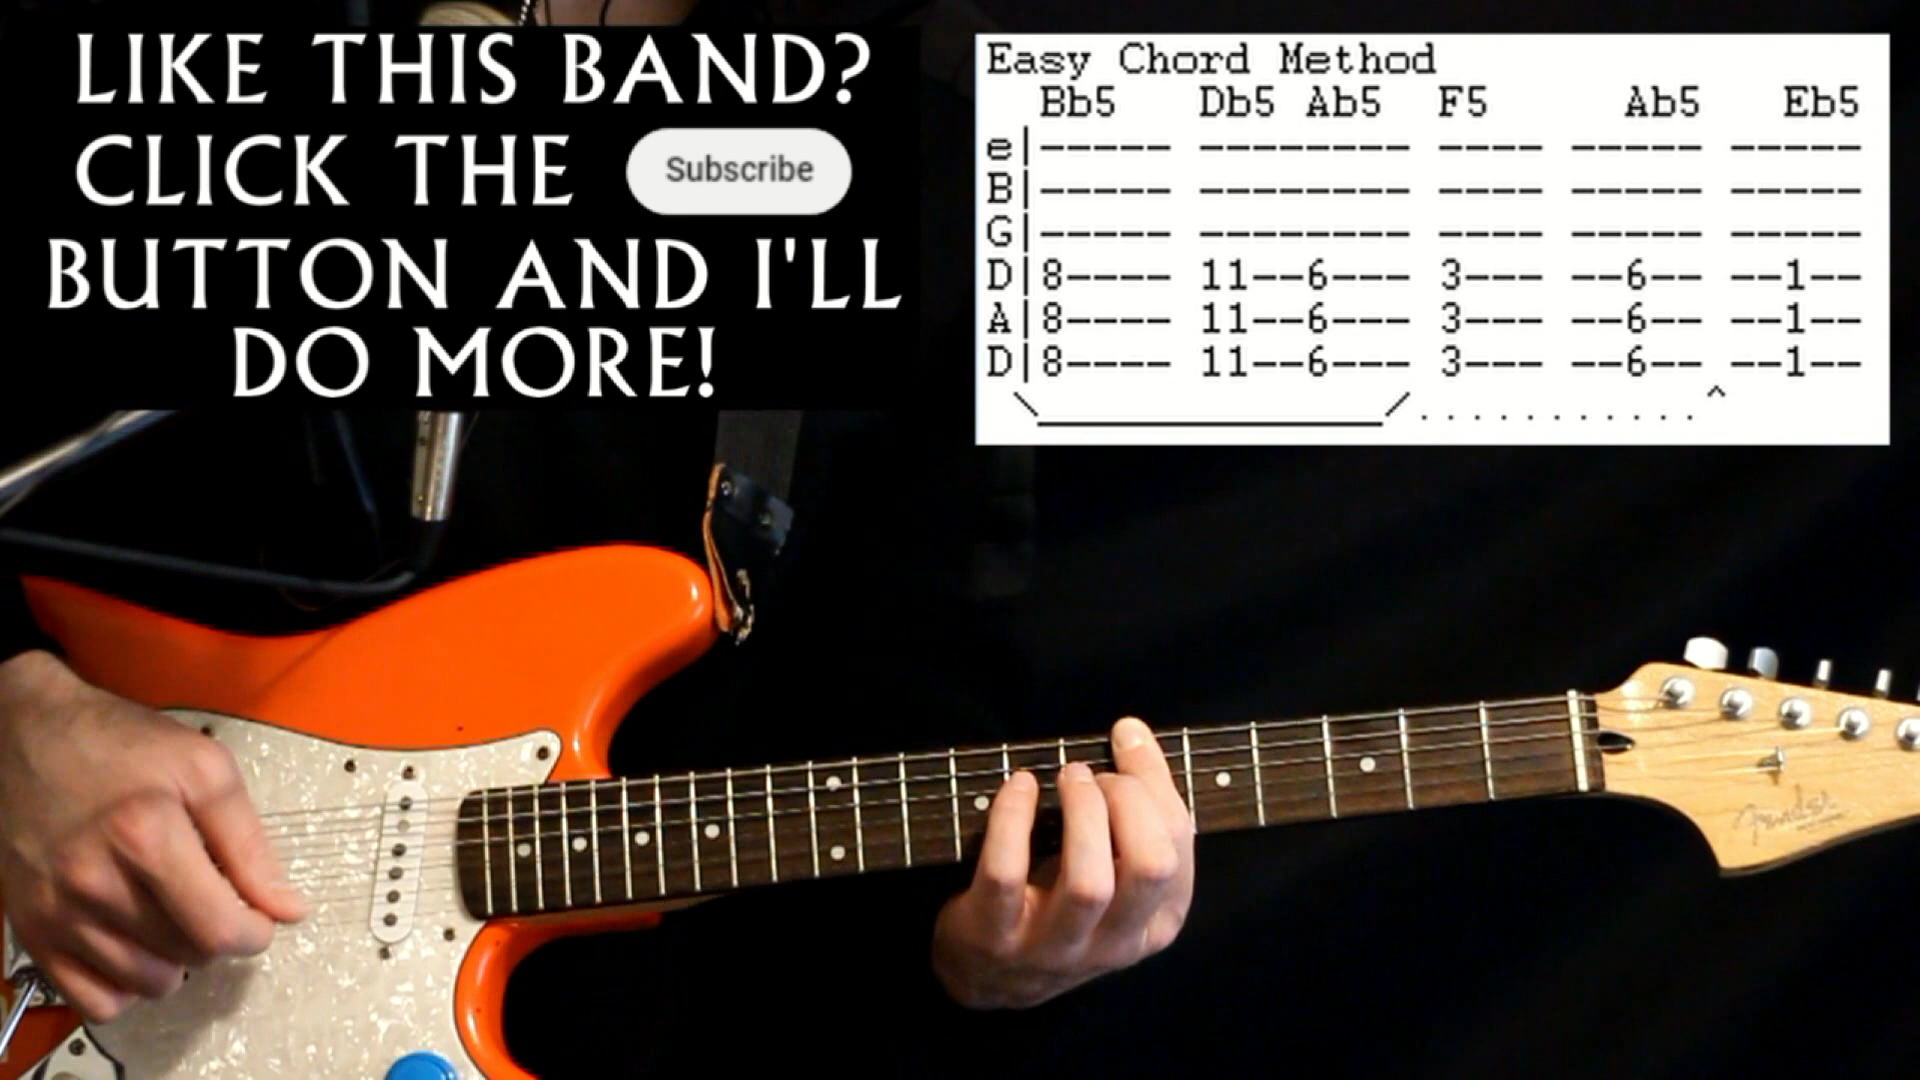 LIKE THIS BAND?
CLICK THE Subscribe
BUTTON AND I'LL
DO MORE!
Easy Chord Method
Bb5 Db5 Ab5 F5 Ab5 Eb5
e|----- -------- ---- ----- -----
B|----- -------- ---- ----- -----
G|----- -------- ---- ----- -----
D|8---- 11--6--- 3--- --6-- --1--
A|8---- 11--6--- 3--- --6-- --1--
D|8---- 11--6--- 3--- --6-- --1--
\_____________/...........^
Fender